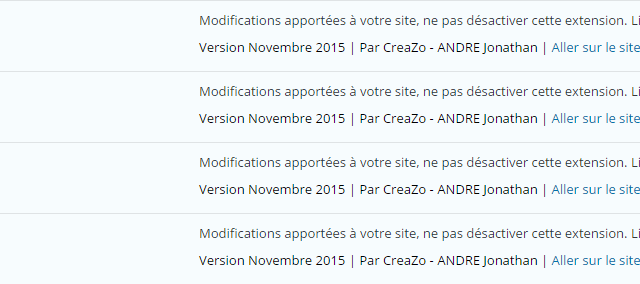 Modifications apportées à votre site, ne pas désactiver cette extension. Li
Version Novembre 2015 | Par CreaZo - ANDRE Jonathan | Aller sur le site
Modifications apportées à votre site, ne pas désactiver cette extension. Li
Version Novembre 2015 | Par CreaZo - ANDRE Jonathan | Aller sur le site
Modifications apportées à votre site, ne pas désactiver cette extension. Li
Version Novembre 2015 | Par CreaZo - ANDRE Jonathan | Aller sur le site
Modifications apportées à votre site, ne pas désactiver cette extension. Li
Version Novembre 2015 | Par CreaZo - ANDRE Jonathan | Aller sur le site